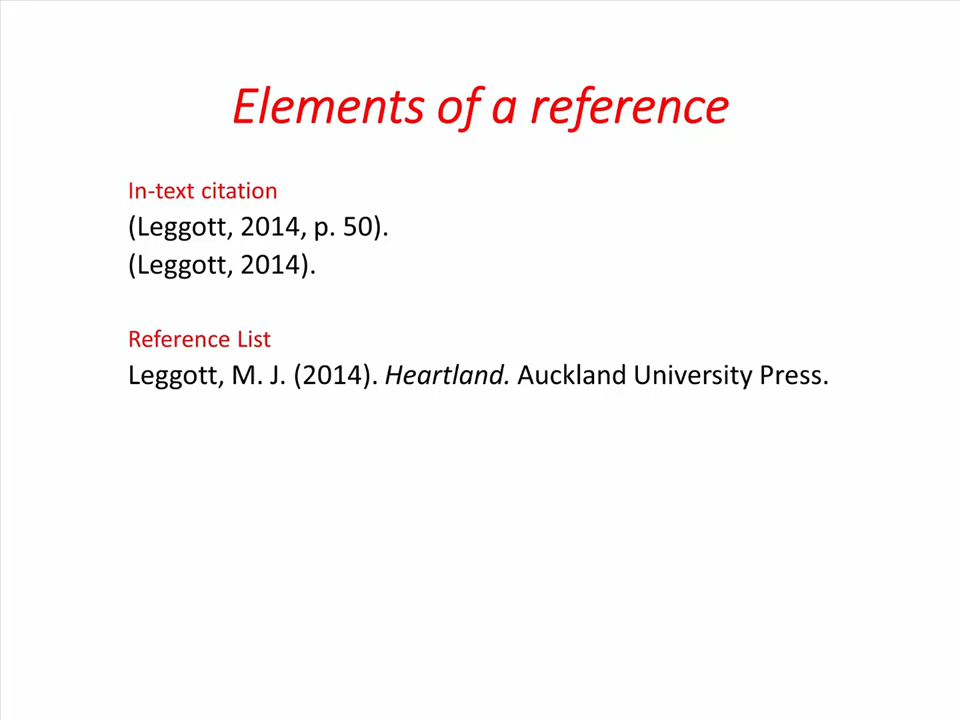 Elements of a reference
In-text citation
(Leggott, 2014, p. 50).
(Leggott, 2014).
Reference List
Leggott, M. J. (2014). Heartland. Auckland University Press.